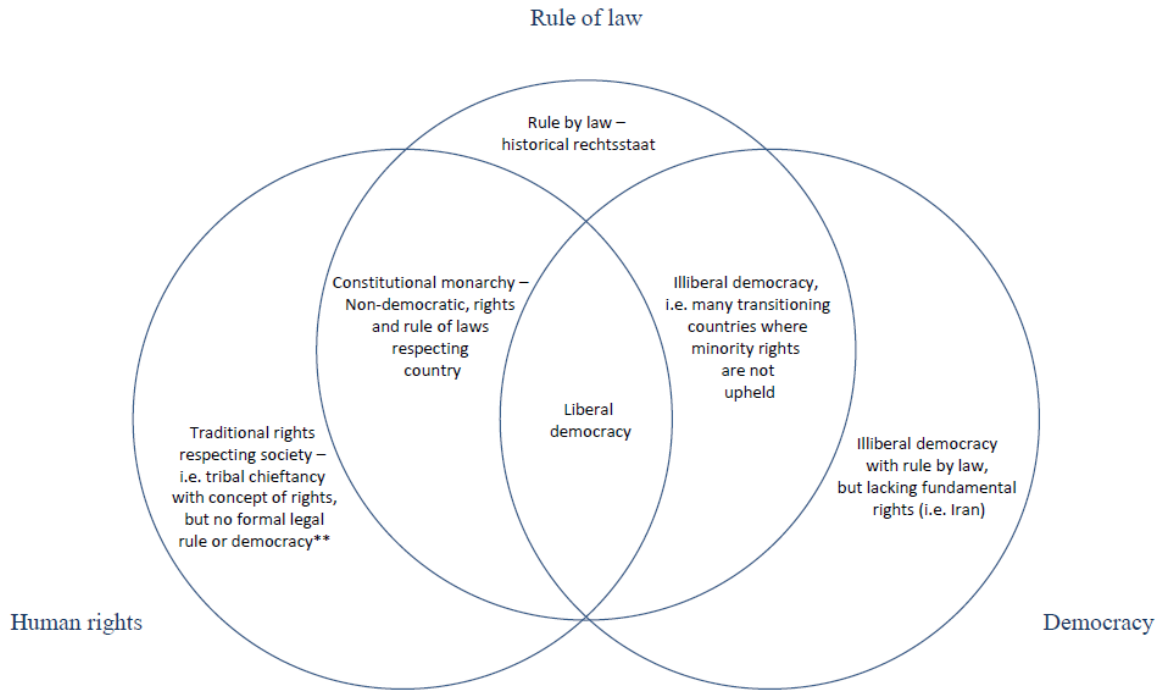 Rule of law
Rule by law –
historical rechtsstaat
Constitutional monarchy –
Non-democratic, rights
and rule of laws
respecting
country
Illiberal democracy,
i.e. many transitioning
countries where
minority rights
are not
upheld
Liberal
democracy
Traditional rights
respecting society –
i.e. tribal chieftancy
with concept of rights,
but no formal legal
rule or democracy**
Illiberal democracy
with rule by law,
but lacking fundamental
rights (i.e. Iran)
Human rights
Democracy